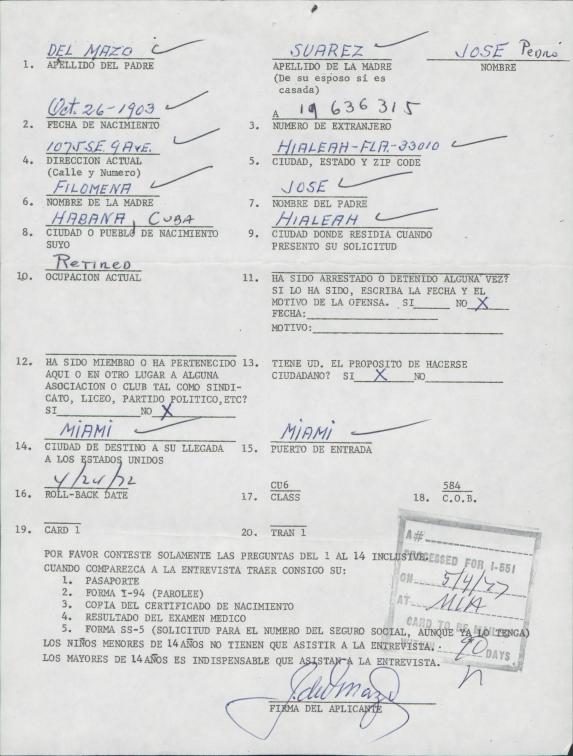 DEL MAZO SUAREZ JOSE Pedro
1. APELLIDO DEL PADRE APELLIDO DE LA MADRE NOMBRE
(De su esposo si es
casada)
Oct. 26-1903 A 19 636 315
2. FECHA DE NACIMIENTO 3. NUMERO DE EXTRANJERO
1075 S.E. 9 AVE. HIALEAH-FLA.-33010
4. DIRECCION ACTUAL 5. CIUDAD, ESTADO Y ZIP CODE
(Calle y Numero)
FILOMENA JOSE
6. NOMBRE DE LA MADRE 7. NOMBRE DEL PADRE
HABANA, CUBA HIALEAH
8. CIUDAD O PUEBLO DE NACIMIENTO 9. CIUDAD DONDE RESIDIA CUANDO
SUYO PRESENTO SU SOLICITUD
Retired
10. OCUPACION ACTUAL 11. HA SIDO ARRESTADO O DETENIDO ALGUNA VEZ?
SI LO HA SIDO, ESCRIBA LA FECHA Y EL
MOTIVO DE LA OFENSA. SI NO X
FECHA:
MOTIVO:
12. HA SIDO MIEMBRO O HA PERTENECIDO 13. TIENE UD. EL PROPOSITO DE HACERSE
AQUI O EN OTRO LUGAR A ALGUNA CIUDADANO? SI X NO
ASOCIACION O CLUB TAL COMO SINDI-
CATO, LICEO, PARTIDO POLITICO, ETC?
SI NO X
MIAMI MIAMI
14. CIUDAD DE DESTINO A SU LLEGADA 15. PUERTO DE ENTRADA
A LOS ESTADOS UNIDOS
4/24/72 CU6 584
16. ROLL-BACK DATE 17. CLASS 18. C.O.B.
19. CARD 1 20. TRAN 1
A#
POR FAVOR CONTESTE SOLAMENTE LAS PREGUNTAS DEL 1 AL 14 INCLUSIVE.
PROCESSED FOR I-551
CUANDO COMPAREZCA A LA ENTREVISTA TRAER CONSIGO SU:
1. PASAPORTE
ON 5/4/77
2. FORMA I-94 (PAROLEE)
AT MIA
3. COPIA DEL CERTIFICADO DE NACIMIENTO
4. RESULTADO DEL EXAMEN MEDICO
CARD TO BE
5. FORMA SS-5 (SOLICITUD PARA EL NUMERO DEL SEGURO SOCIAL, AUNQUE YA LO TENGA)
LOS NIÑOS MENORES DE 14 AÑOS NO TIENEN QUE ASISTIR A LA ENTREVISTA.
90 DAYS.
LOS MAYORES DE 14 AÑOS ES INDISPENSABLE QUE ASISTAN A LA ENTREVISTA.
J. del Mazo
FIRMA DEL APLICANTE